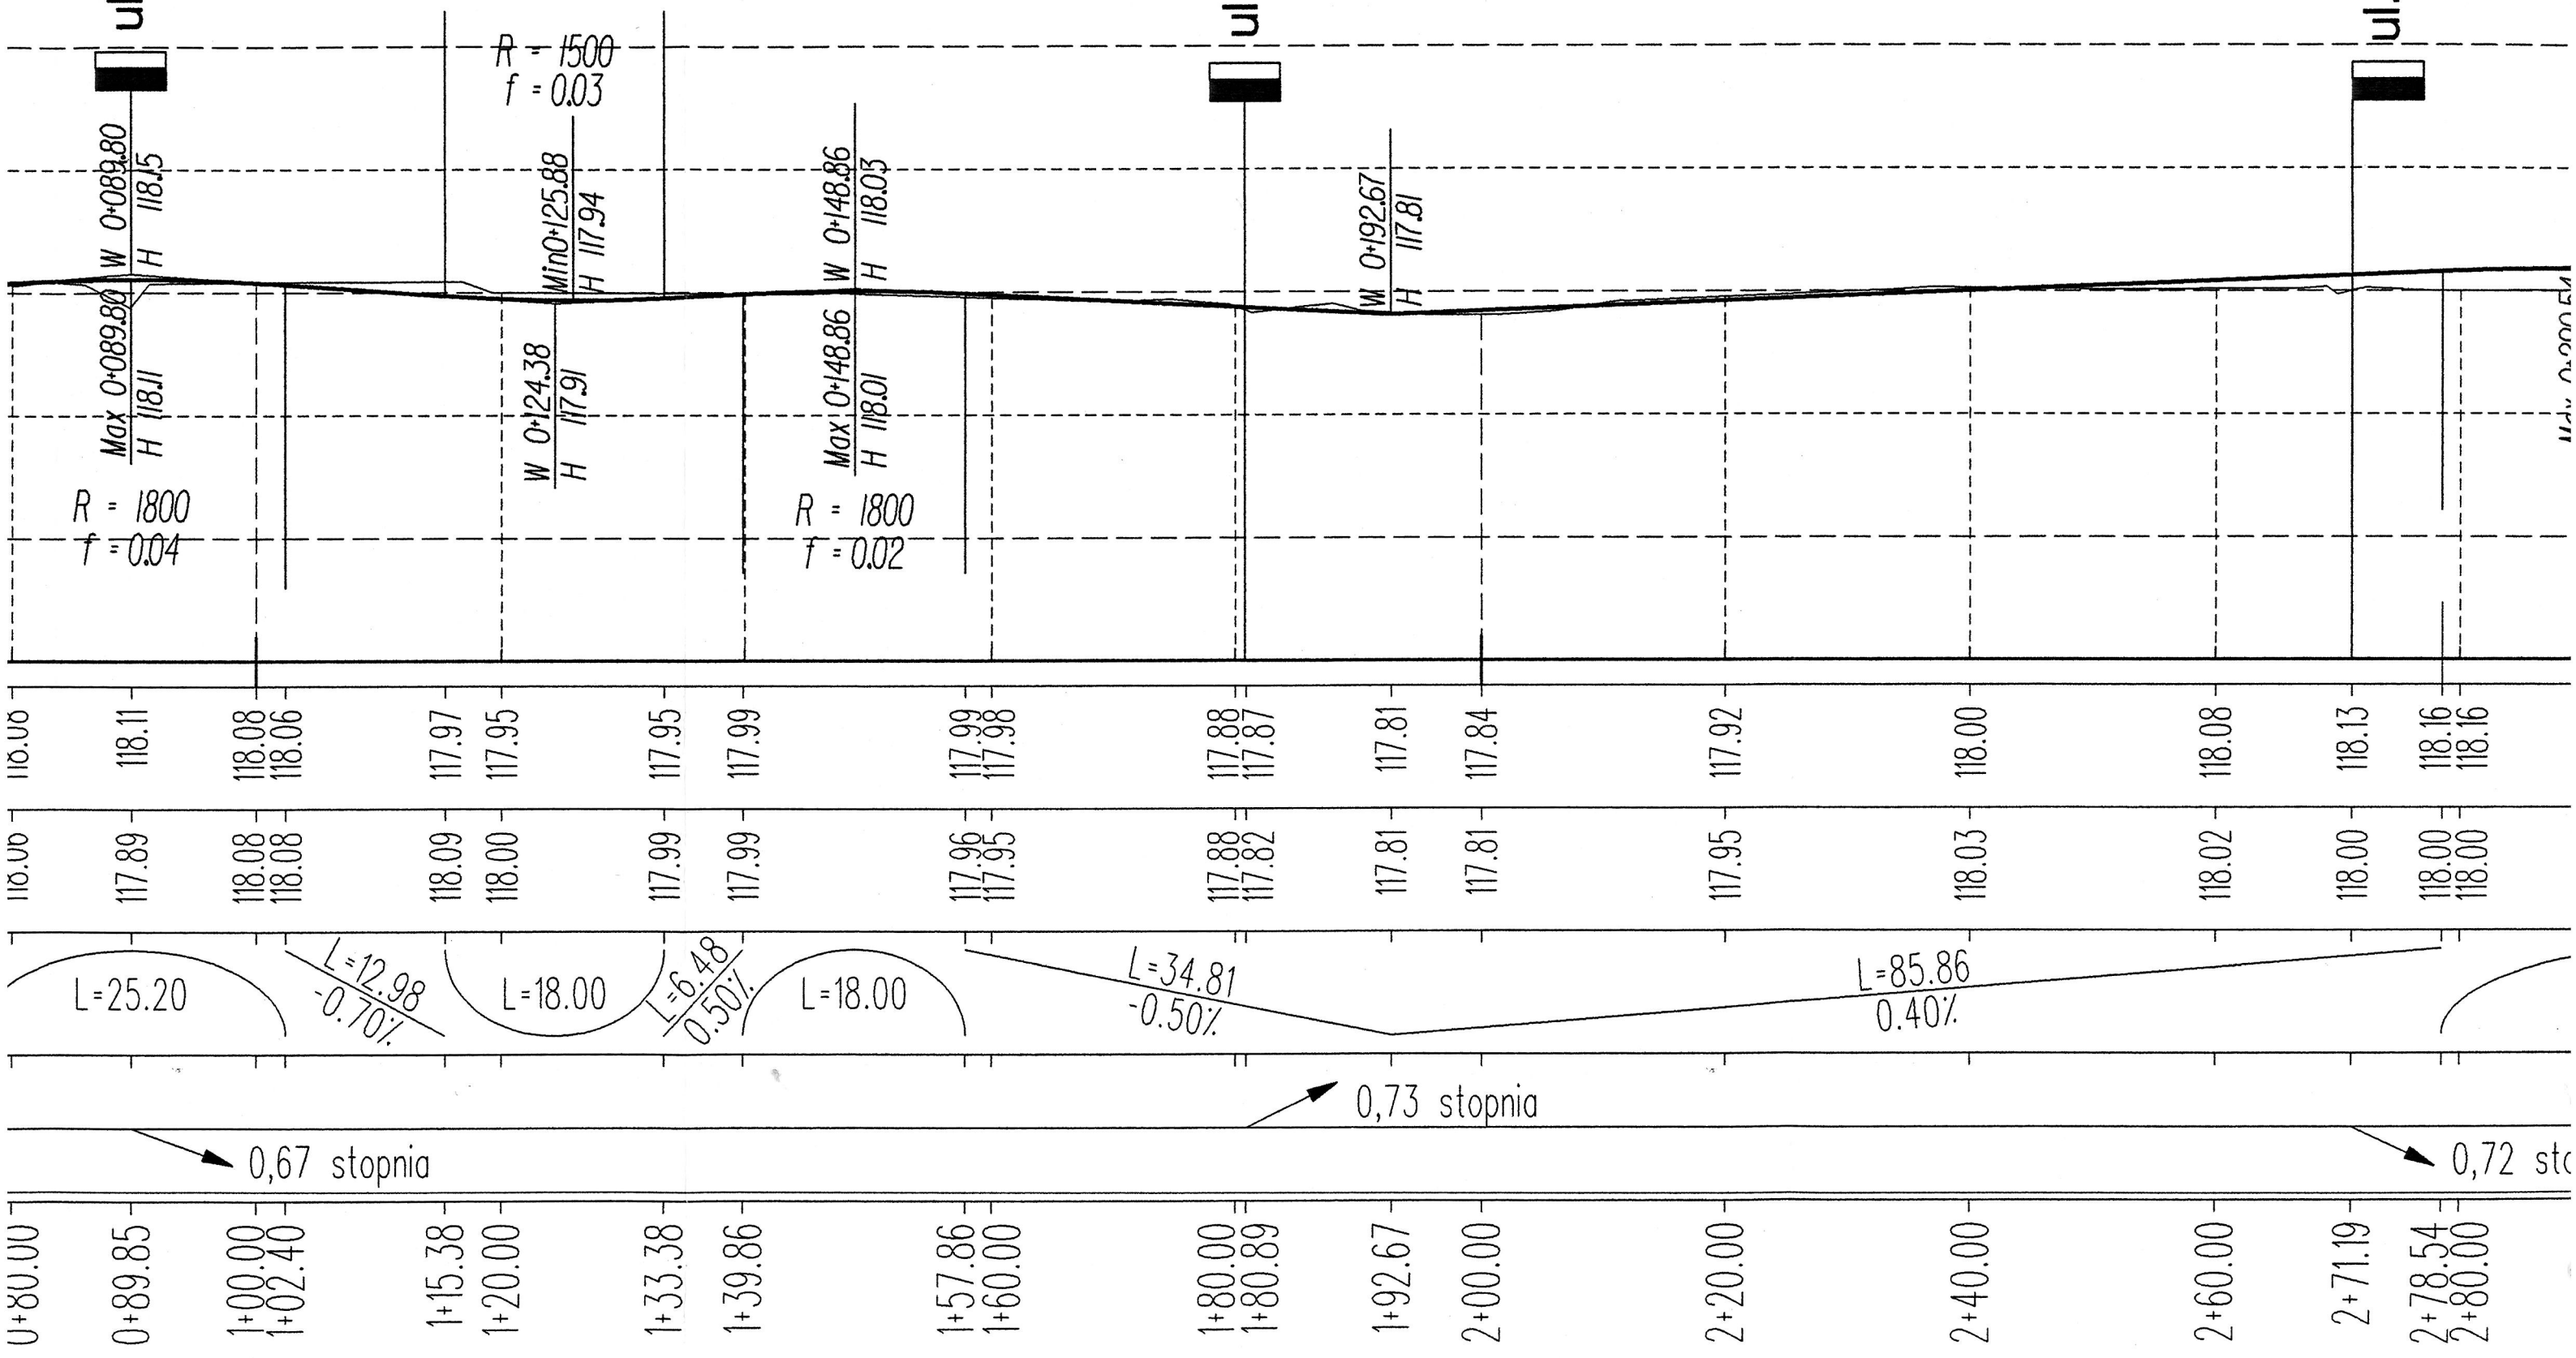 ul
ul
ul.
R = 1500
f = 0.03
W 0+089.80
H 118.15
Min0+125.88
H 117.94
W 0+148.86
H 118.03
W 0+192.67
H 117.81
Max 0+089.80
H 118.11
W 0+124.38
H 117.91
Max 0+148.86
H 118.01
R = 1800
f = 0.04
R = 1800
f = 0.02
118.11 118.08 118.06 117.97 117.95 117.95 117.99 117.99 117.98 117.88 117.87 117.81 117.84 117.92 118.00 118.08 118.13 118.16 118.16
117.89 118.08 118.08 118.09 118.00 117.99 117.99 117.96 117.95 117.88 117.82 117.81 117.81 117.95 118.03 118.02 118.00 118.00 118.00
L=25.20
L=12.98
-0.70%
L=18.00
L=6.48
0.50%
L=18.00
L=34.81
-0.50%
L=85.86
0.40%
0,73 stopnia
0,67 stopnia
0,72 sto
0+80.00 0+89.85 1+00.00 1+02.40 1+15.38 1+20.00 1+33.38 1+39.86 1+57.86 1+60.00 1+80.00 1+80.89 1+92.67 2+00.00 2+20.00 2+40.00 2+60.00 2+71.19 2+78.54 2+80.00